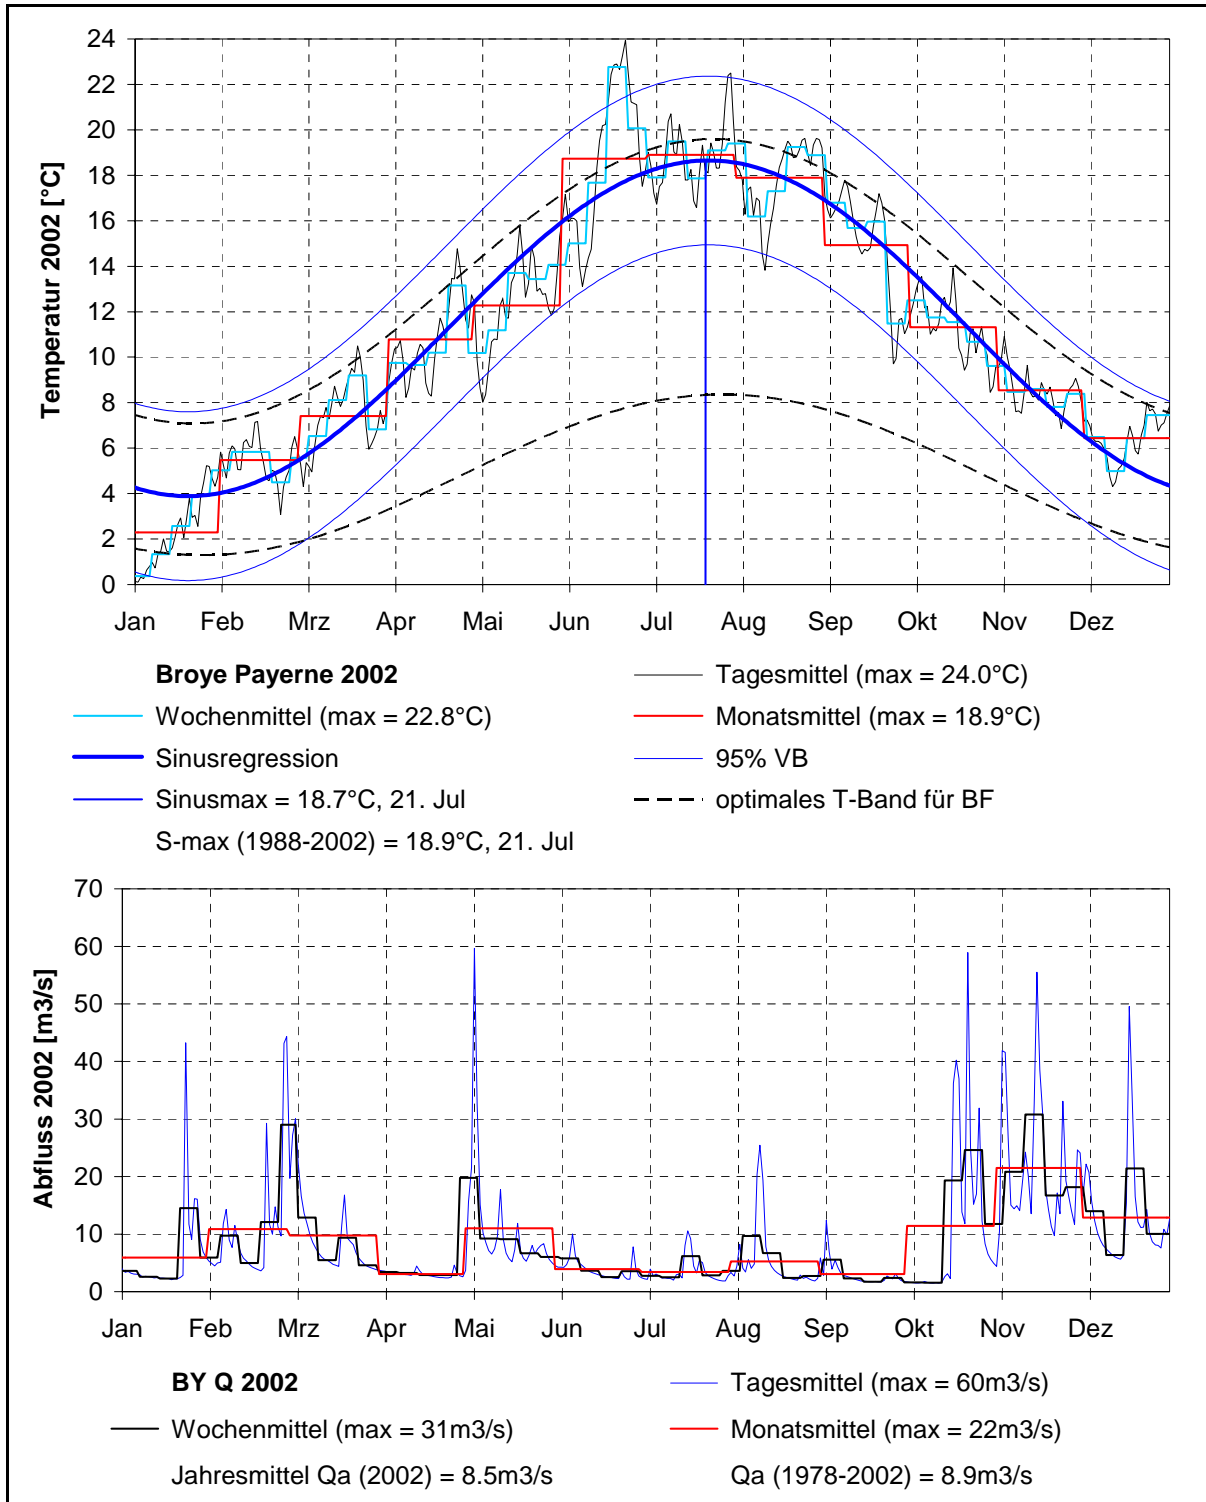 24
22
20
18
16
14
12
10
8
6
4
2
0
Temperatur 2002 [°C]
Jan Feb Mrz Apr Mai Jun Jul Aug Sep Okt Nov Dez
Broye Payerne 2002
Tagesmittel (max = 24.0°C)
Wochenmittel (max = 22.8°C)
Monatsmittel (max = 18.9°C)
Sinusregression
95% VB
Sinusmax = 18.7°C, 21. Jul
optimales T-Band für BF
S-max (1988-2002) = 18.9°C, 21. Jul
70
60
50
40
30
20
10
0
Abfluss 2002 [m3/s]
Jan Feb Mrz Apr Mai Jun Jul Aug Sep Okt Nov Dez
BY Q 2002
Tagesmittel (max = 60m3/s)
Wochenmittel (max = 31m3/s)
Monatsmittel (max = 22m3/s)
Jahresmittel Qa (2002) = 8.5m3/s
Qa (1978-2002) = 8.9m3/s